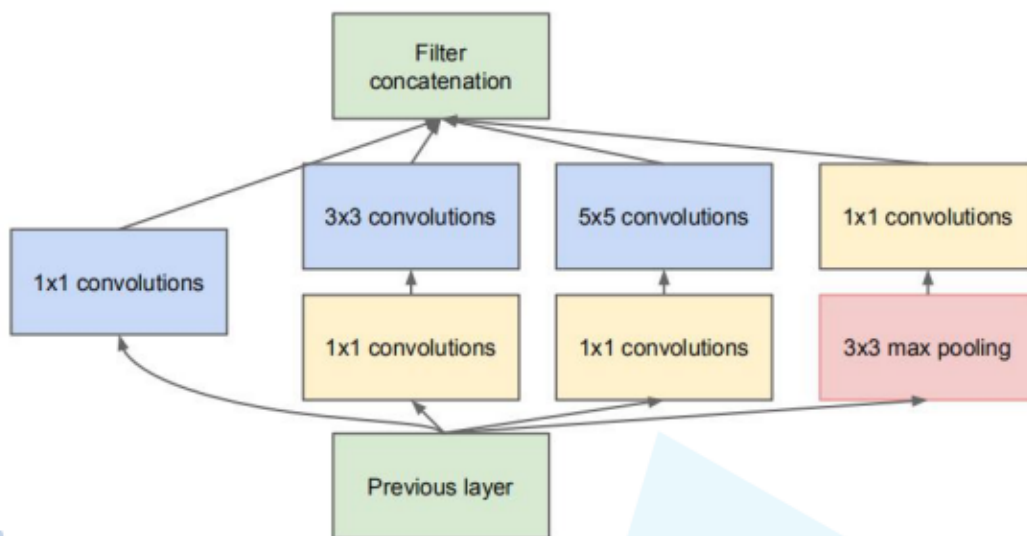 Filter
concatenation
3x3 convolutions
5x5 convolutions
1x1 convolutions
1x1 convolutions
1x1 convolutions
1x1 convolutions
3x3 max pooling
Previous layer